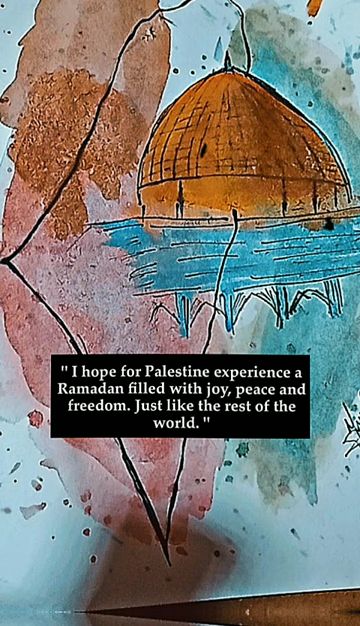 " I hope for Palestine experience a
Ramadan filled with joy, peace and
freedom. Just like the rest of the
world. "